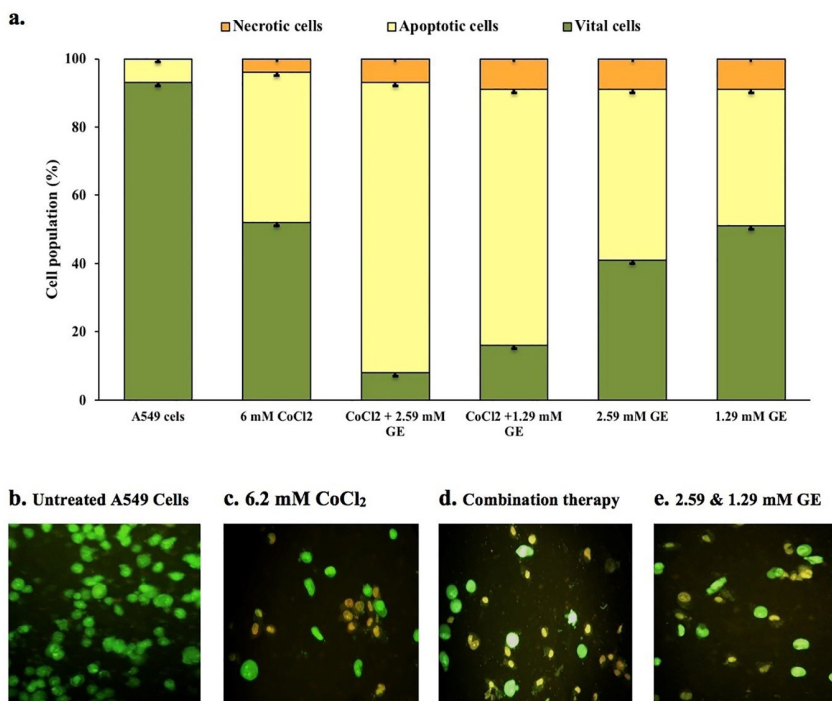 a.
Necrotic cells Apoptotic cells Vital cells
Cell population (%)
100
80
60
40
20
0
A549 cels 6 mM CoCl2 CoCl2 + 2.59 mM CoCl2 +1.29 mM 2.59 mM GE 1.29 mM GE
GE GE
b. Untreated A549 Cells c. 6.2 mM CoCl₂ d. Combination therapy e. 2.59 & 1.29 mM GE